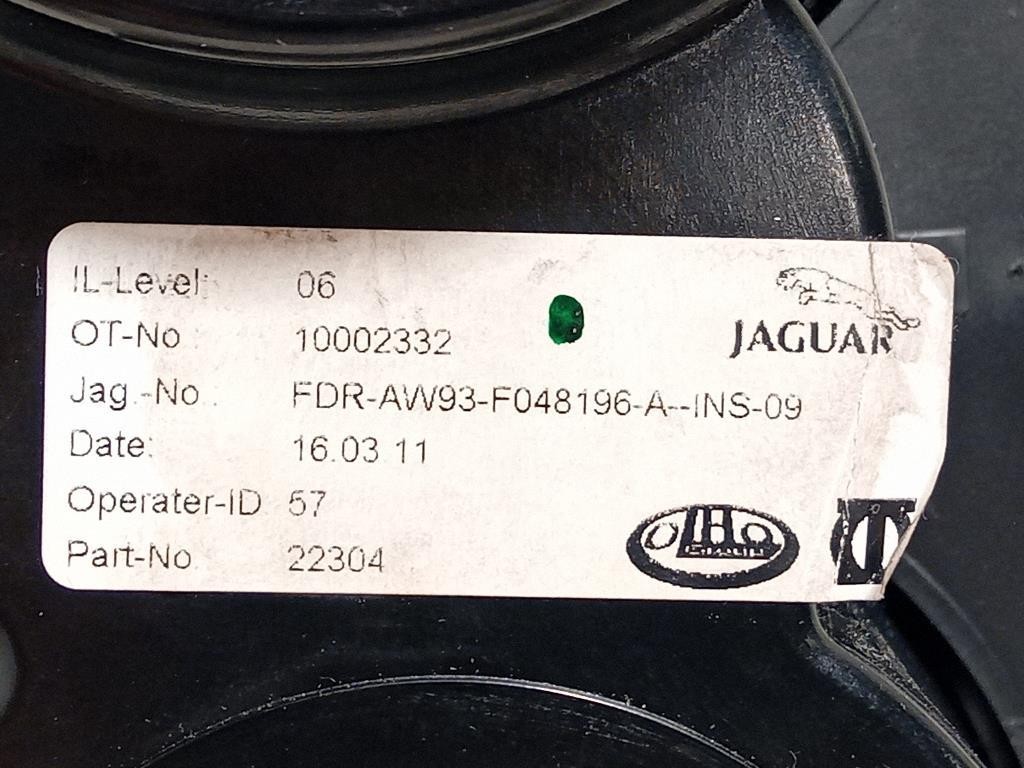 IL-Level: 06
OT-No : 10002332
JAGUAR
Jag.-No.: FDR-AW93-F048196-A--INS-09
Date: 16.03.11
Operater-ID 57
Part-No. 22304